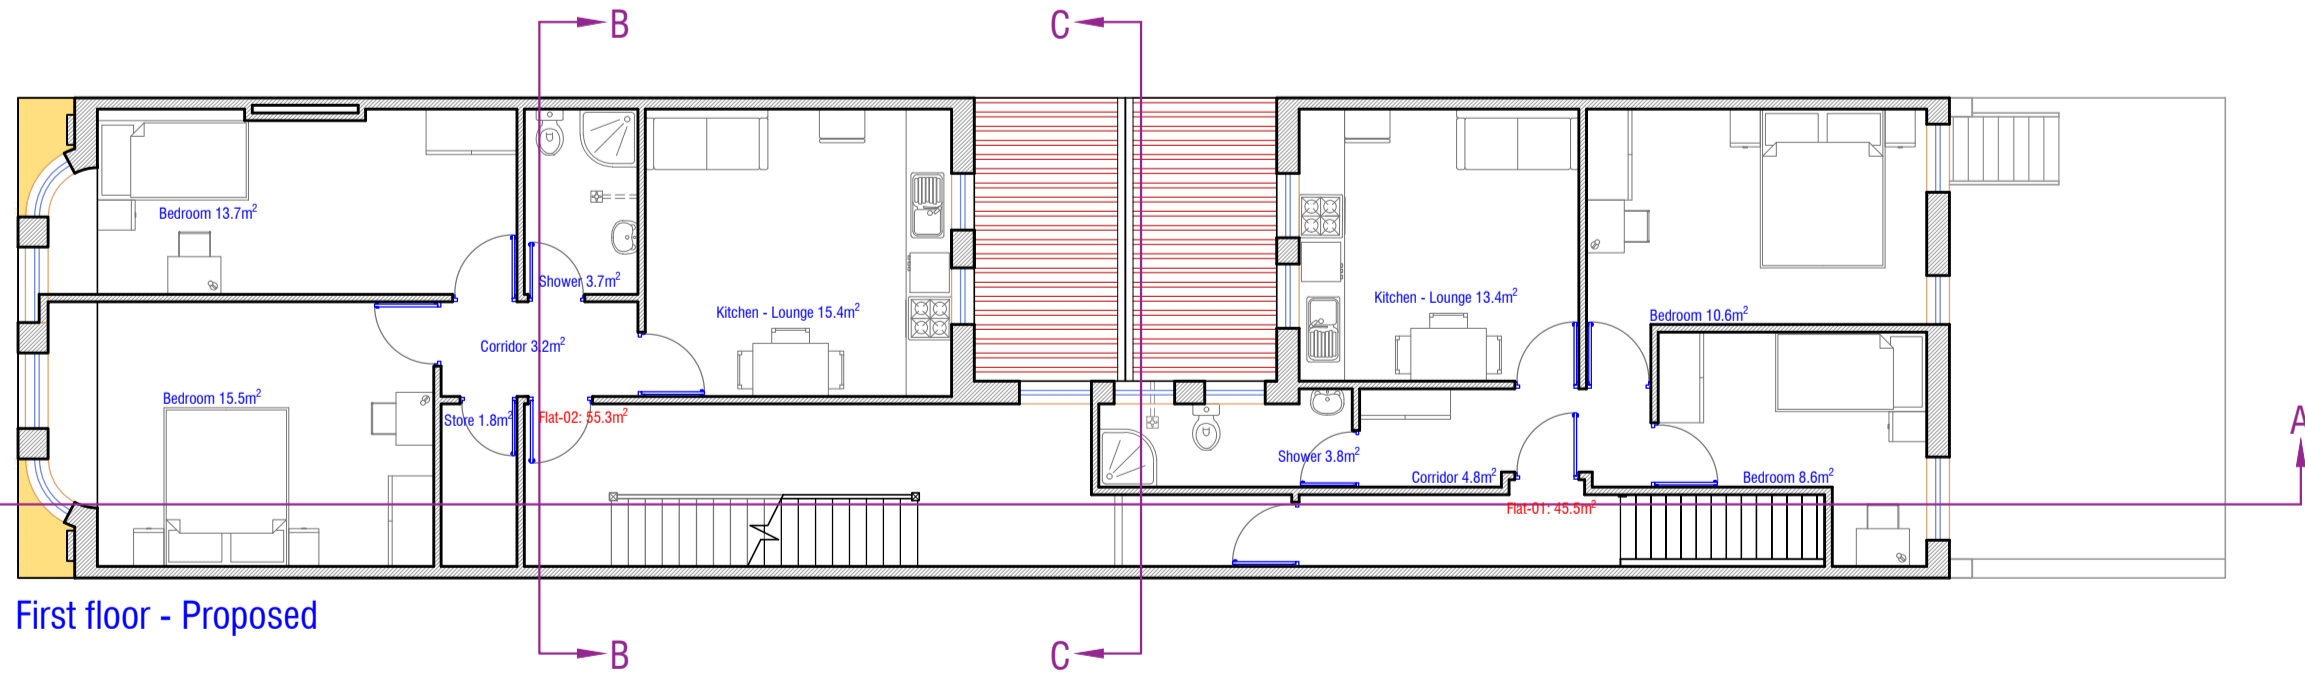 B
C
Bedroom 13.7m²
Shower 3.7m²
Kitchen - Lounge 15.4m²
Corridor 3.2m²
Bedroom 15.5m²
Store 1.8m²
Flat-02: 55.3m²
Kitchen - Lounge 13.4m²
Bedroom 10.6m²
Shower 3.8m²
Corridor 4.8m²
Bedroom 8.6m²
Flat-01: 45.5m²
A
First floor - Proposed
B
C